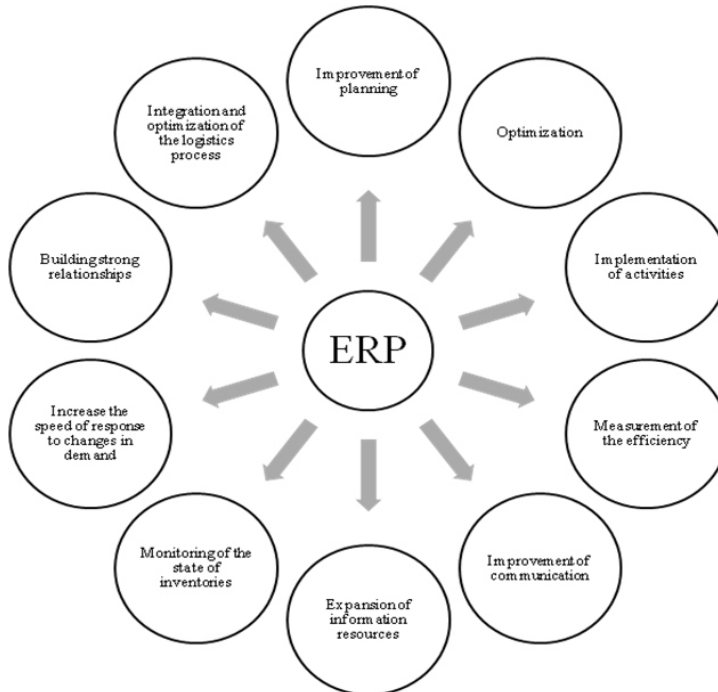 Improvement of
planning
Optimization
Implementation
of activities
Measurement of
the efficiency
Improvement of
communication
Expansion of
information
resources
Monitoring of the
state of
inventories
Increase the
speed of response
to changes in
demand
Building strong
relationships
Integration and
optimization of
the logistics
process
ERP